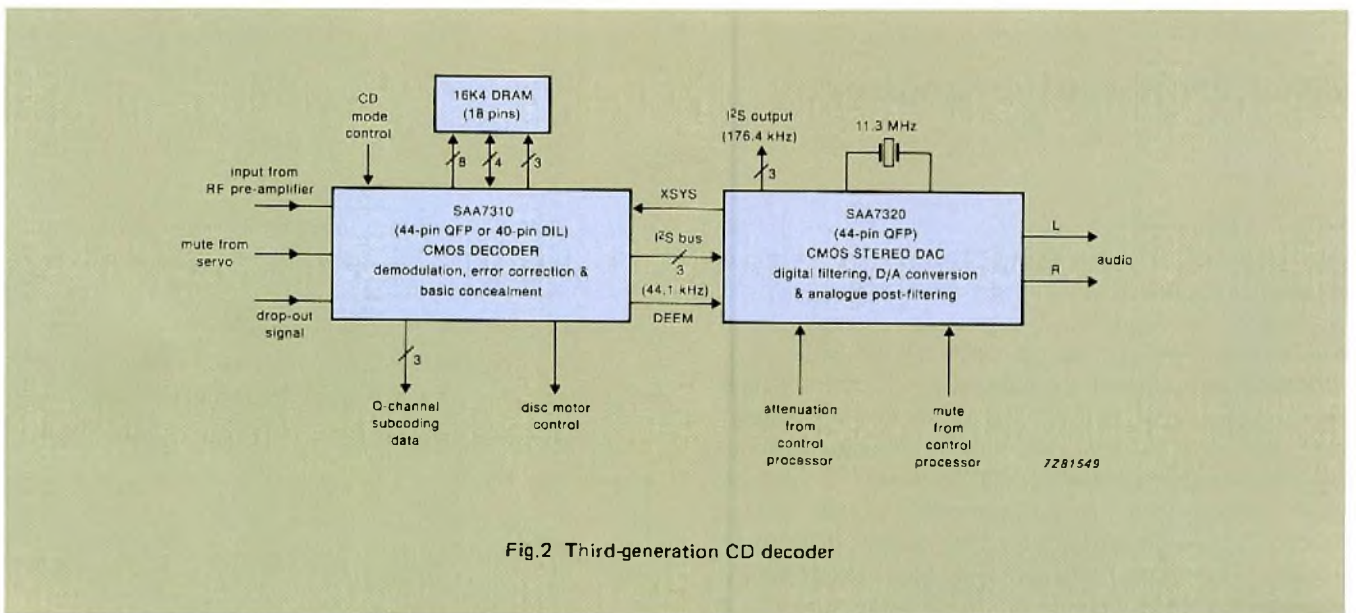 16K4 DRAM
(18 pins)
CD
mode
control
8
4
3
input from
RF pre-amplifier
mute from
servo
drop-out
signal
SAA7310
(44-pin QFP or 40-pin DIL)
CMOS DECODER
demodulation, error correction &
basic concealment
3
Q-channel
subcoding
data
disc motor
control
XSYS
I²S bus
3
(44.1 kHz)
DEEM
I²S output
(176.4 kHz)
3
11.3 MHz
SAA7320
(44-pin QFP)
CMOS STEREO DAC
digital filtering, D/A conversion
& analogue post-filtering
L
R
audio
attenuation
from
control
processor
mute
from
control
processor
7Z81549
Fig.2 Third-generation CD decoder